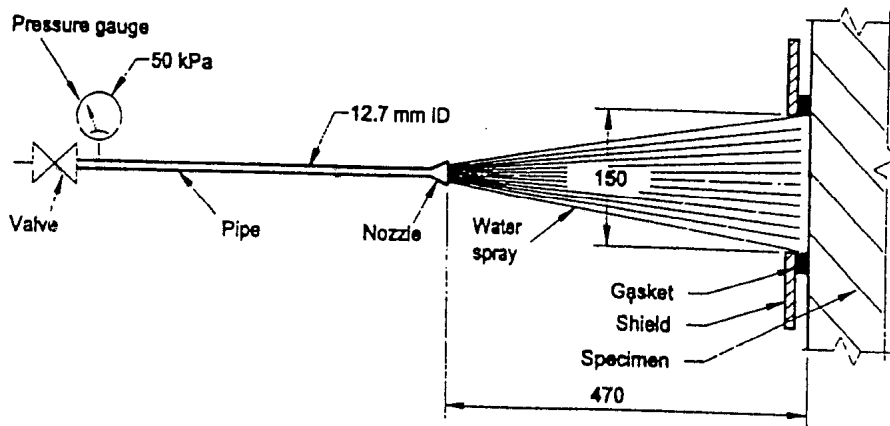 Pressure gauge
50 kPa
12.7 mm ID
150
Valve
Pipe
Nozzle
Water
spray
Gasket
Shield
Specimen
470